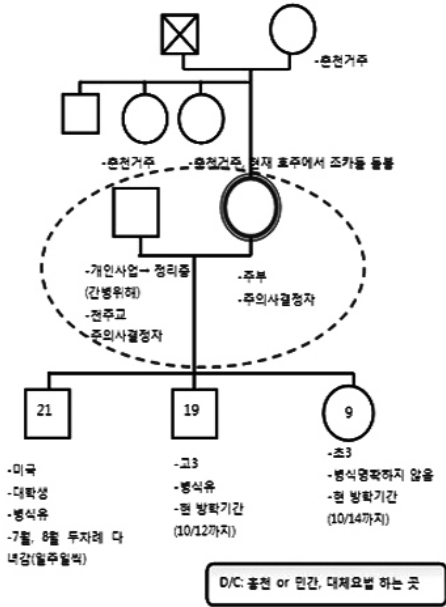 -춘천거주
-춘천거주
-춘천거주, 현재 호주에서 조카들 돌봄
-개인사업→ 정리중
(간병위해)
-천주교
-주의사결정자
-주부
-주의사결정자
21
19
9
-미국
-대학생
-병식유
-7월, 8월 두차례 다
녀감(일주일씩)
-고3
-병식유
-현 방학기간
(10/12까지)
-초3
-병식명확하지 않음
-현 방학기간
(10/14까지)
D/C: 홍천 or 민간, 대체요법 하는 곳